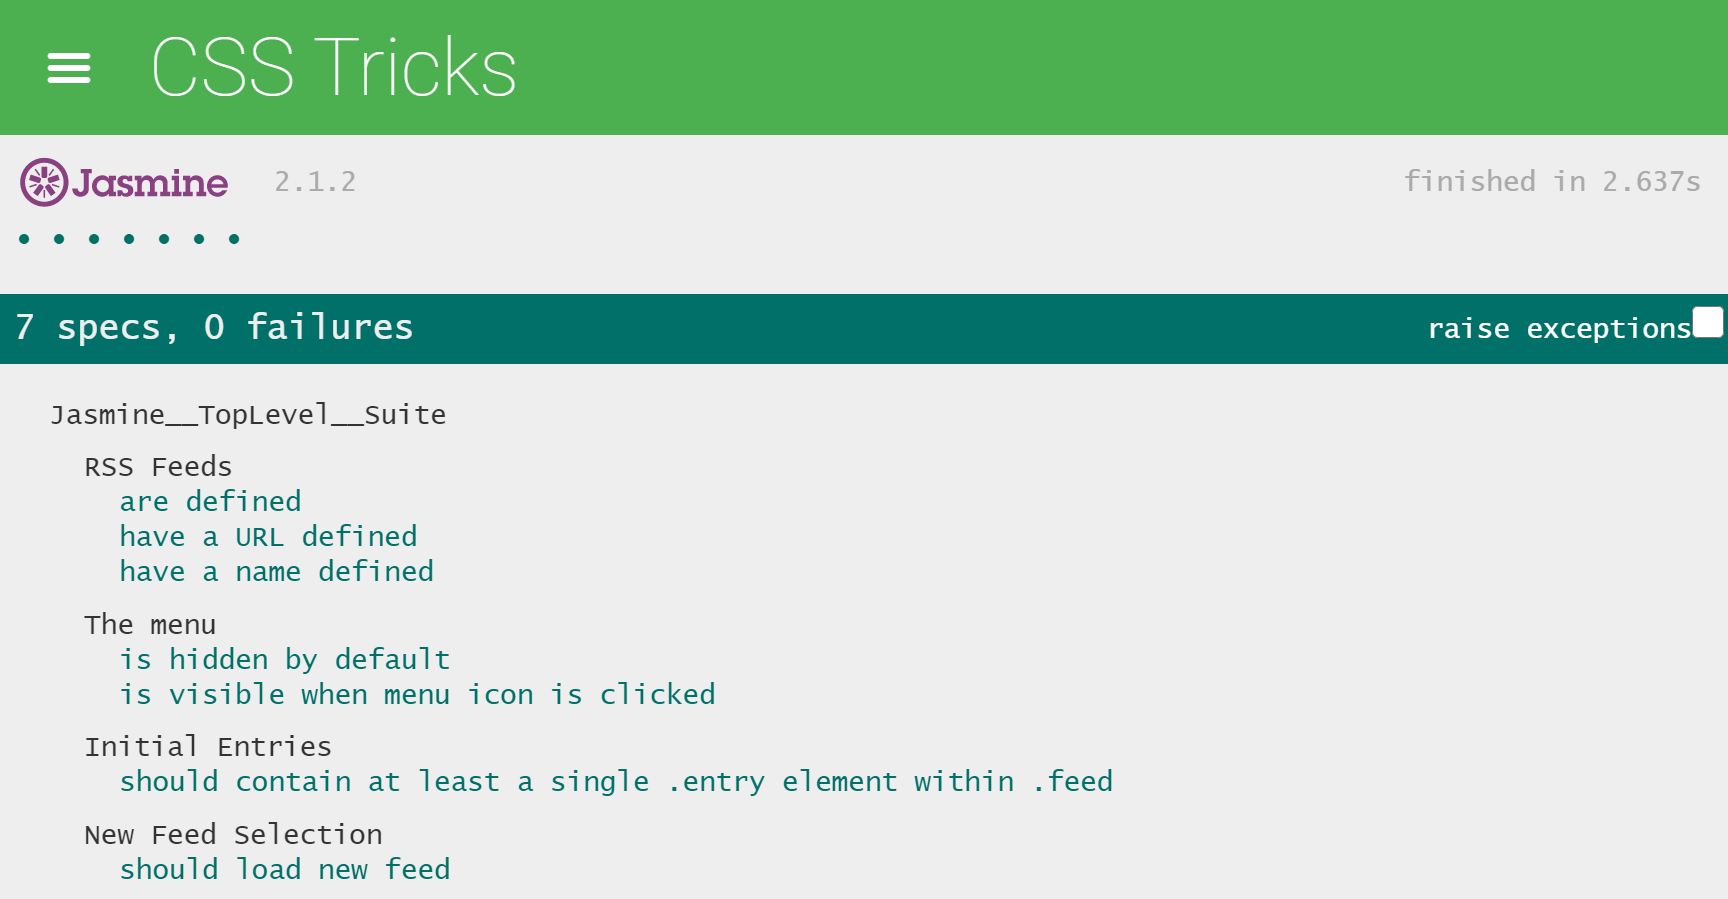 CSS Tricks
Jasmine 2.1.2 finished in 2.637s
7 specs, 0 failures raise exceptions
Jasmine__TopLevel__Suite
RSS Feeds
are defined
have a URL defined
have a name defined
The menu
is hidden by default
is visible when menu icon is clicked
Initial Entries
should contain at least a single .entry element within .feed
New Feed Selection
should load new feed